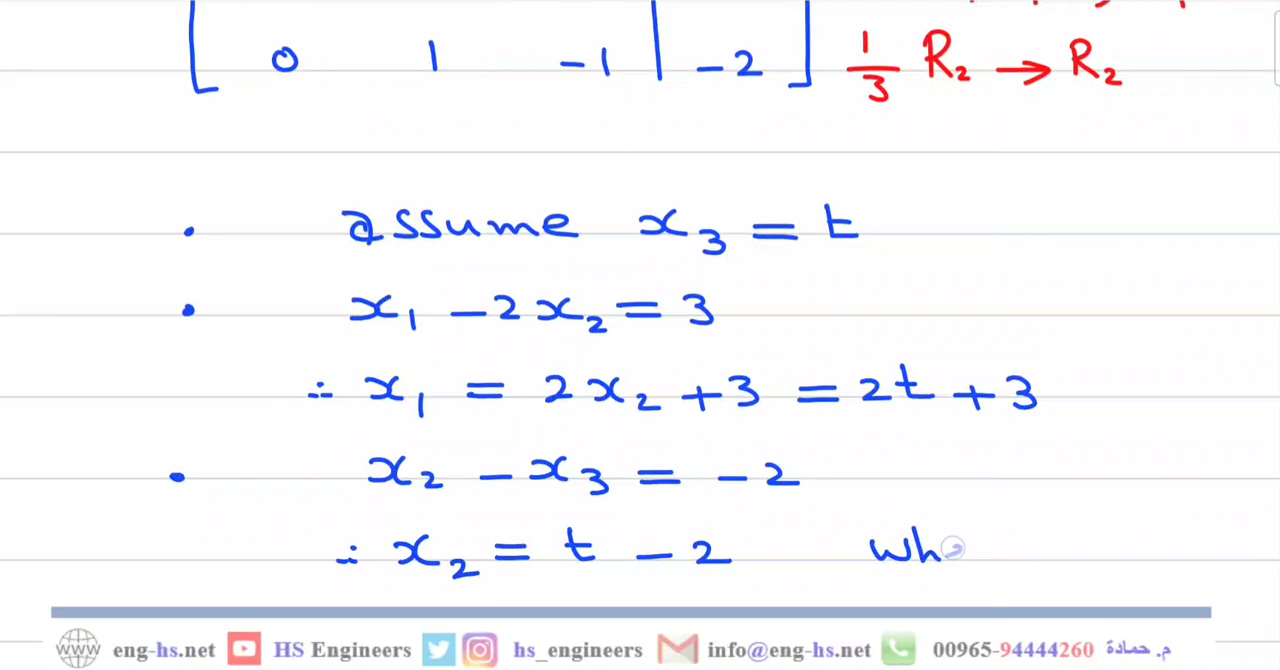 0 1 -1 | -2 ] 1/3 R₂ → R₂
• assume x₃ = t
• x₁ - 2x₂ = 3
∴ x₁ = 2x₂ + 3 = 2t + 3
• x₂ - x₃ = -2
∴ x₂ = t - 2 wh
eng-hs.net HS Engineers hs_engineers info@eng-hs.net 00965-94444260 م. حمادة